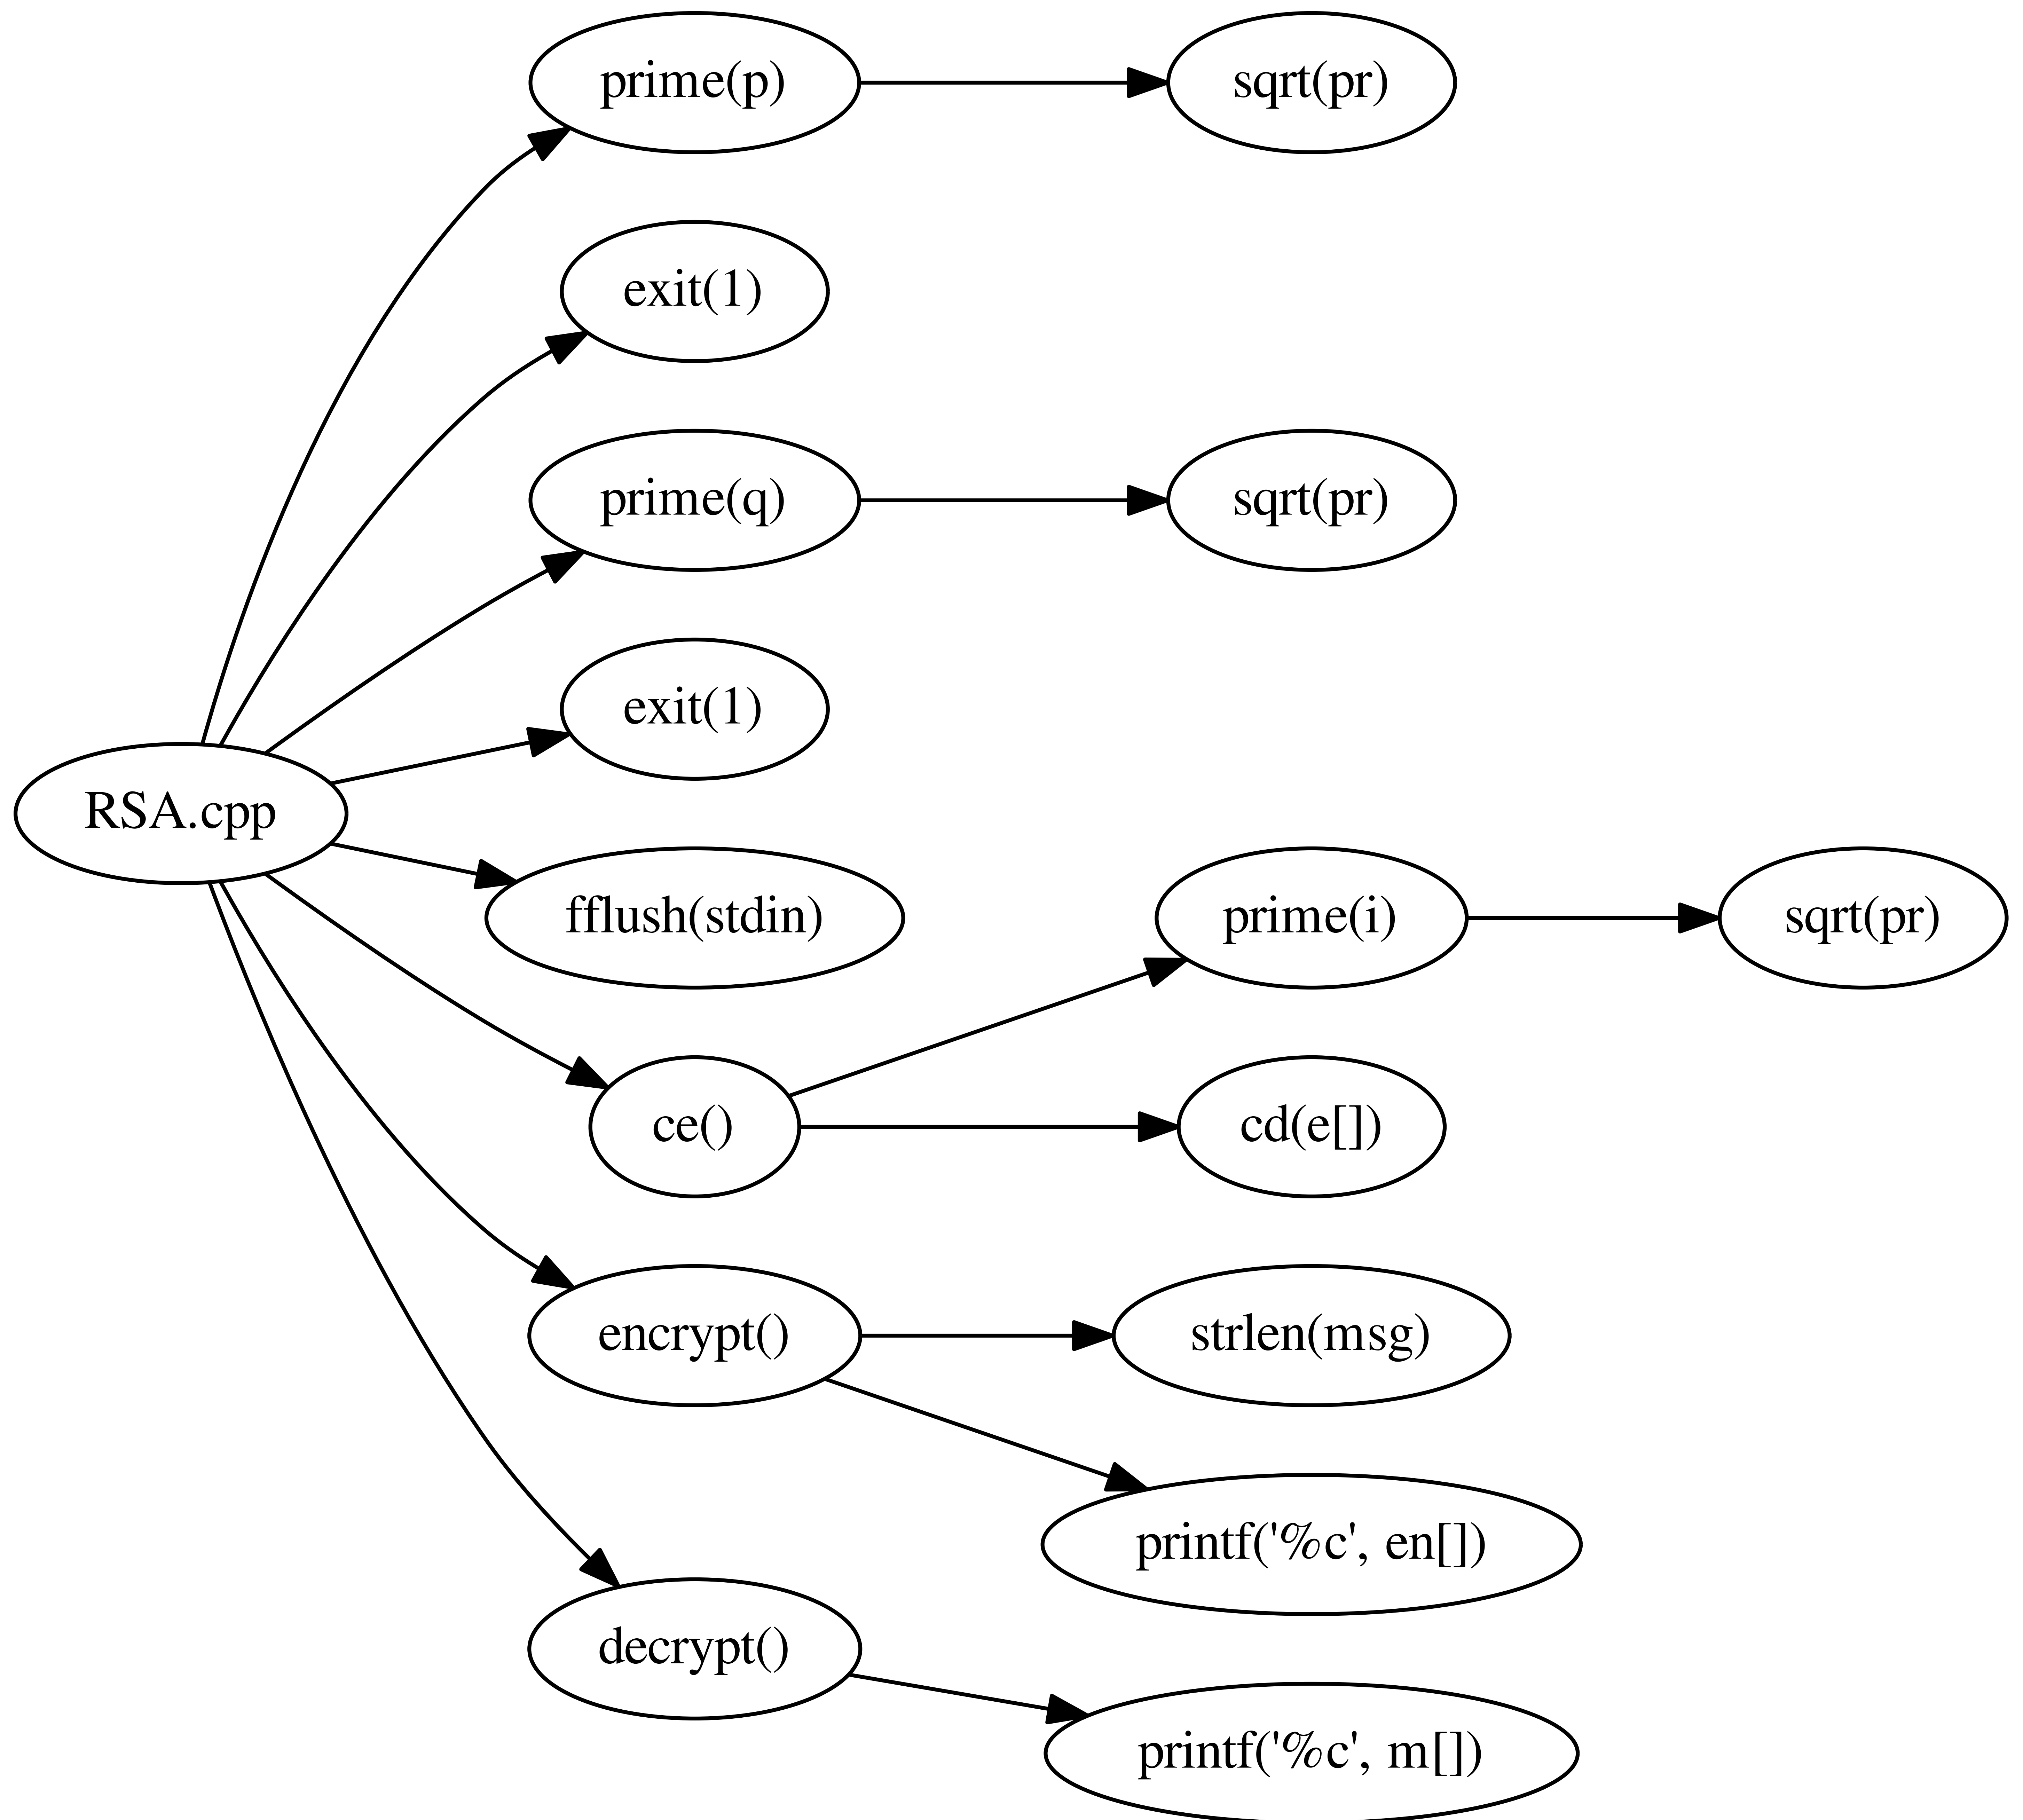 prime(p)
sqrt(pr)
exit(1)
prime(q)
sqrt(pr)
exit(1)
RSA.cpp
fflush(stdin)
prime(i)
sqrt(pr)
ce()
cd(e[])
encrypt()
strlen(msg)
printf('%c', en[])
decrypt()
printf('%c', m[])